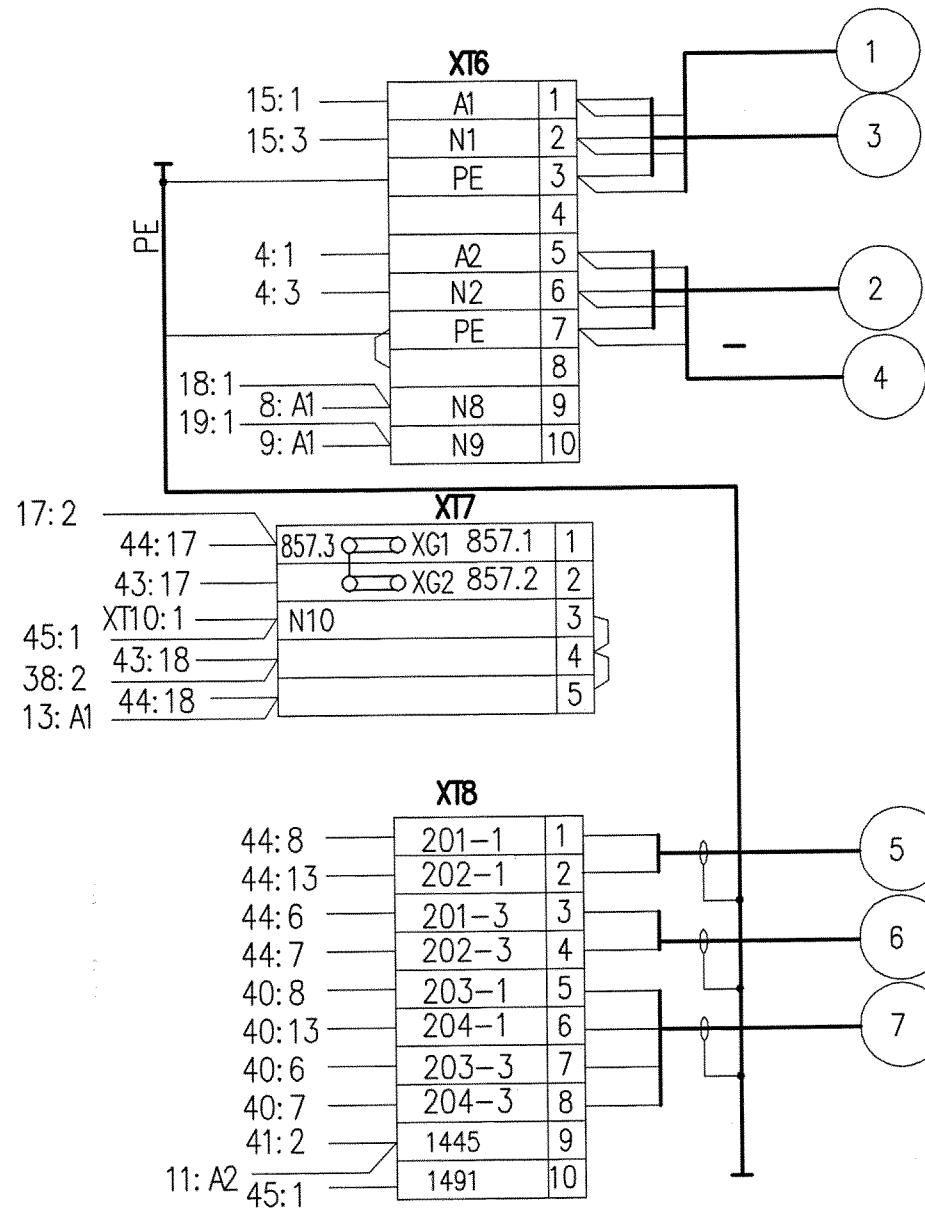 XT6
1
15:1 A1 1
15:3 N1 2
3
PE 3
PE
4
4:1 A2 5
2
4:3 N2 6
PE 7
8
4
18:1
8: A1 N8 9
19:1
9: A1 N9 10
XT7
17:2
44:17 857.3 XG1 857.1 1
43:17 XG2 857.2 2
XT10:1 N10 3
45:1
43:18 4
38:2
44:18 5
13: A1
XT8
44:8 201-1 1
5
44:13 202-1 2
44:6 201-3 3
6
44:7 202-3 4
40:8 203-1 5
40:13 204-1 6
7
40:6 203-3 7
40:7 204-3 8
41:2 1445 9
11: A2
45:1 1491 10